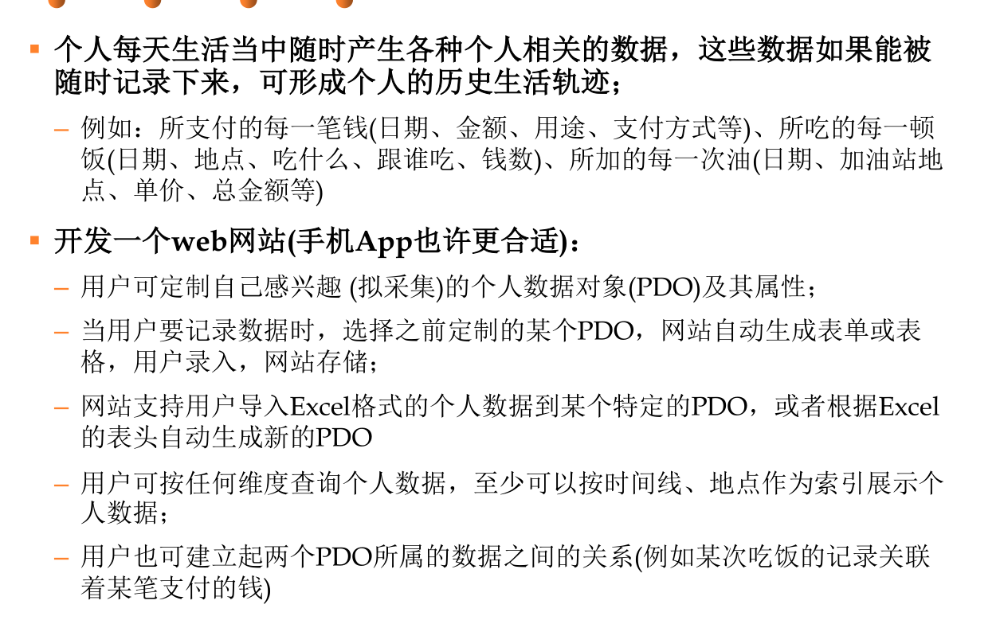 ▪ 个人每天生活当中随时产生各种个人相关的数据，这些数据如果能被
随时记录下来，可形成个人的历史生活轨迹；
– 例如：所支付的每一笔钱(日期、金额、用途、支付方式等)、所吃的每一顿
饭(日期、地点、吃什么、跟谁吃、钱数)、所加的每一次油(日期、加油站地
点、单价、总金额等)
▪ 开发一个web网站(手机App也许更合适)：
– 用户可定制自己感兴趣 (拟采集)的个人数据对象(PDO)及其属性；
– 当用户要记录数据时，选择之前定制的某个PDO，网站自动生成表单或表
格，用户录入，网站存储；
– 网站支持用户导入Excel格式的个人数据到某个特定的PDO，或者根据Excel
的表头自动生成新的PDO
– 用户可按任何维度查询个人数据，至少可以按时间线、地点作为索引展示个
人数据；
– 用户也可建立起两个PDO所属的数据之间的关系(例如某次吃饭的记录关联
着某笔支付的钱)